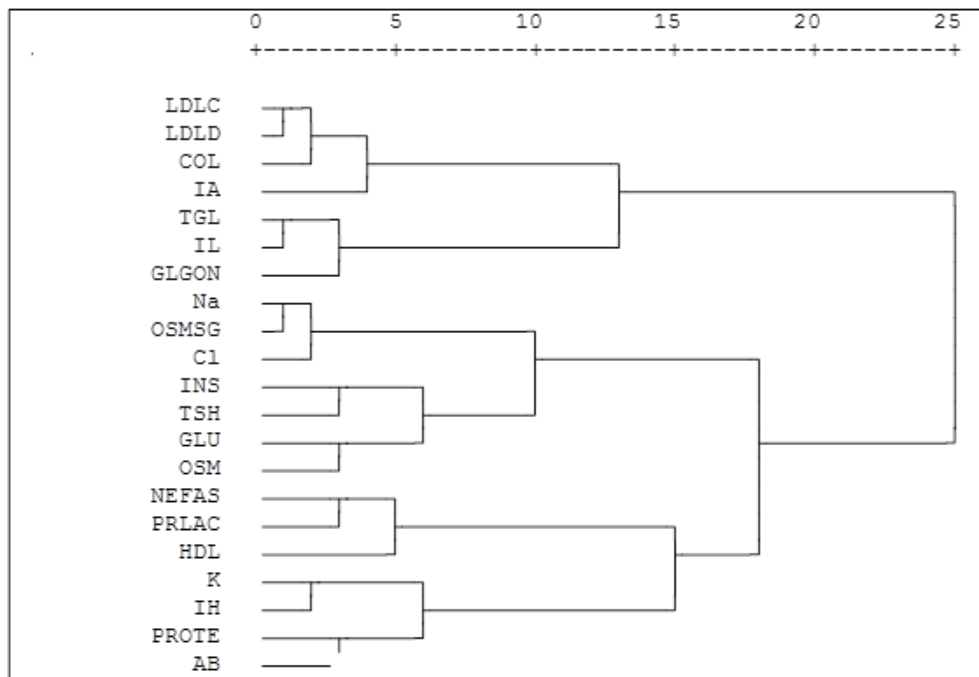 0 5 10 15 20 25
+---------+---------+---------+---------+---------+
LDLC
LDLD
COL
IA
TGL
IL
GLGON
Na
OSMSG
Cl
INS
TSH
GLU
OSM
NEFAS
PRLAC
HDL
K
IH
PROTE
AB